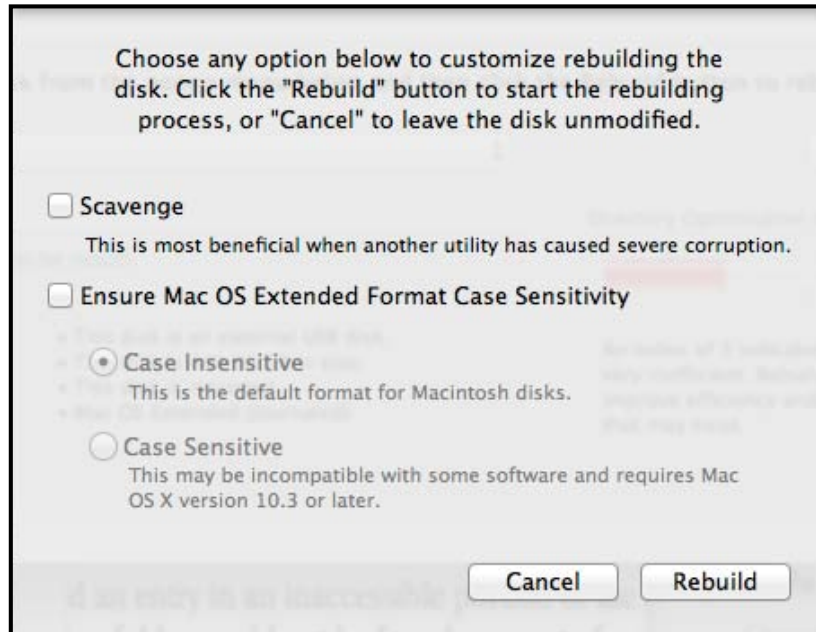 Choose any option below to customize rebuilding the
disk. Click the "Rebuild" button to start the rebuilding
process, or "Cancel" to leave the disk unmodified.
Scavenge
This is most beneficial when another utility has caused severe corruption.
Ensure Mac OS Extended Format Case Sensitivity
Case Insensitive
This is the default format for Macintosh disks.
Case Sensitive
This may be incompatible with some software and requires Mac
OS X version 10.3 or later.
Cancel
Rebuild